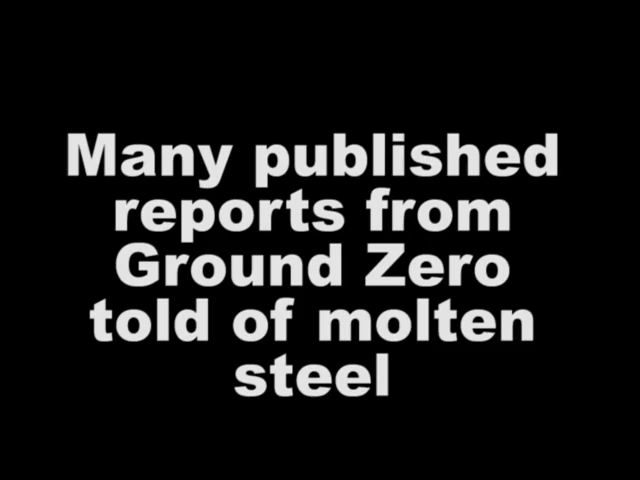 Many published
reports from
Ground Zero
told of molten
steel